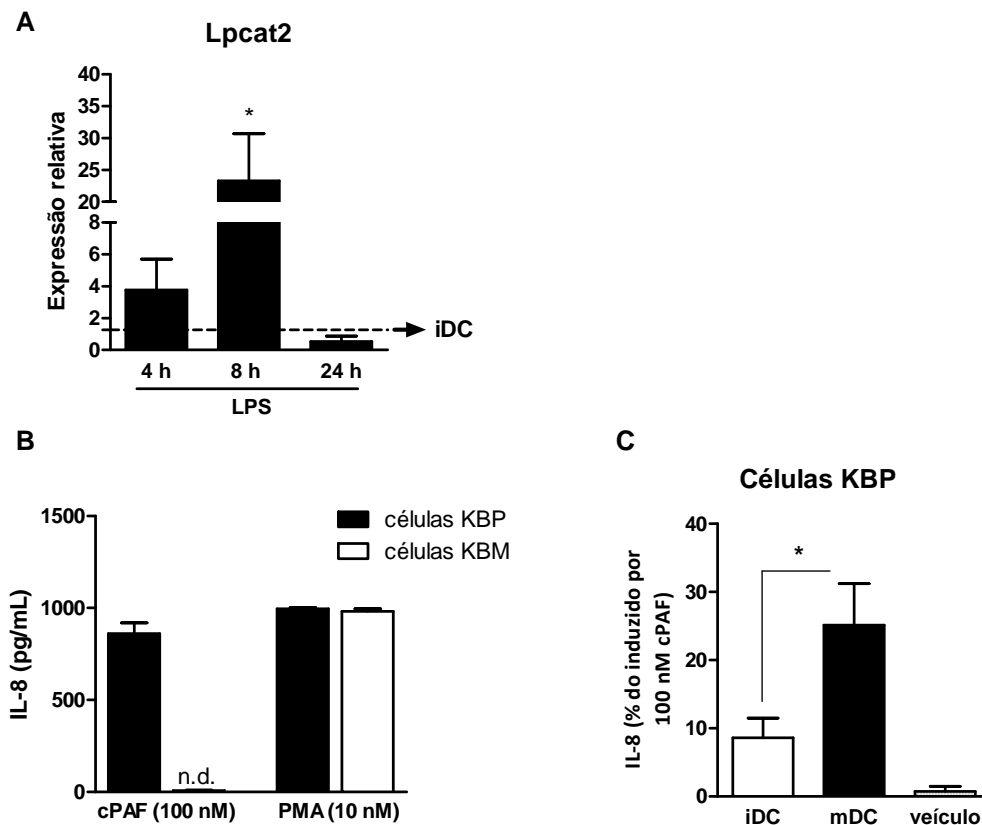 A
Lpcat2
Expressão relativa
40
35
30
25
20
8
6
4
2
0
*
iDC
4 h 8 h 24 h
LPS
B
IL-8 (pg/mL)
1500
1000
500
0
células KBP
células KBM
n.d.
cPAF (100 nM) PMA (10 nM)
C
Células KBP
IL-8 (% do induzido por
100 nM cPAF)
40
30
20
10
0
*
iDC mDC veículo